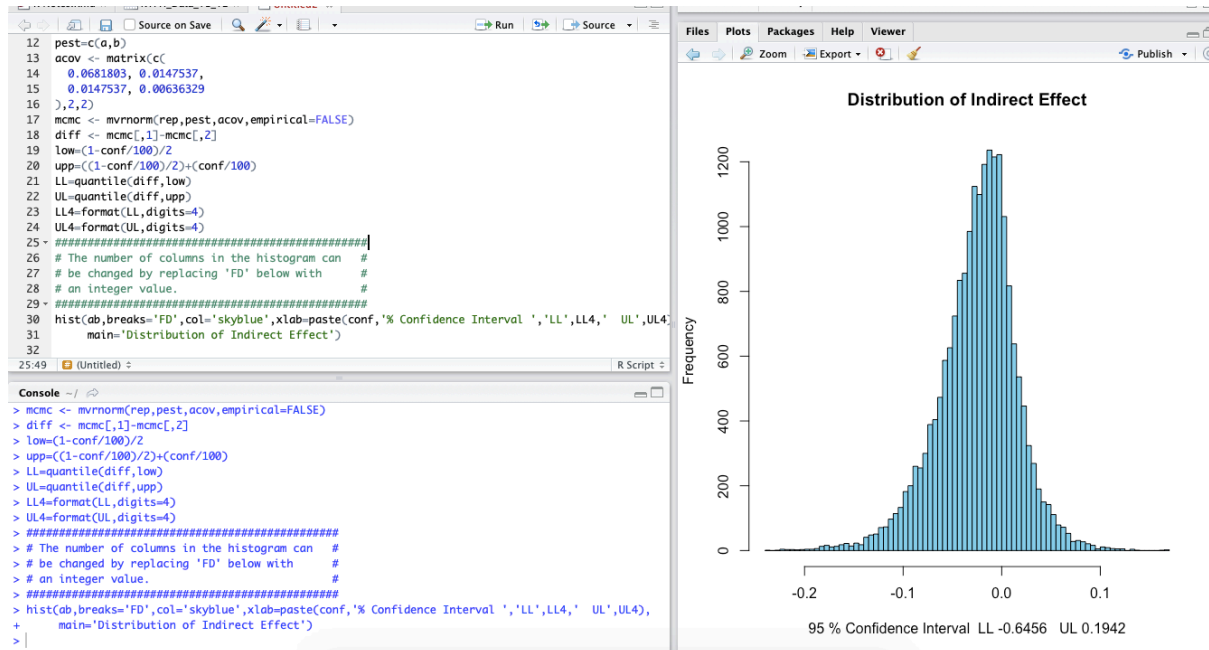 Source on Save
Run
Source
12 pest=c(a,b)
13 acov <- matrix(c(
14 0.0681803, 0.0147537,
15 0.0147537, 0.00636329
16 ),2,2)
17 mcmc <- mvrnorm(rep,pest,acov,empirical=FALSE)
18 diff <- mcmc[,1]-mcmc[,2]
19 low=(1-conf/100)/2
20 upp=((1-conf/100)/2)+(conf/100)
21 LL=quantile(diff,low)
22 UL=quantile(diff,upp)
23 LL4=format(LL,digits=4)
24 UL4=format(UL,digits=4)
25 ################################################
26 # The number of columns in the histogram can #
27 # be changed by replacing 'FD' below with #
28 # an integer value. #
29 ################################################
30 hist(ab,breaks='FD',col='skyblue',xlab=paste(conf,'% Confidence Interval ','LL',LL4,' UL',UL4)
31 main='Distribution of Indirect Effect')
32
25:49 (Untitled) R Script
Console ~/
> mcmc <- mvrnorm(rep,pest,acov,empirical=FALSE)
> diff <- mcmc[,1]-mcmc[,2]
> low=(1-conf/100)/2
> upp=((1-conf/100)/2)+(conf/100)
> LL=quantile(diff,low)
> UL=quantile(diff,upp)
> LL4=format(LL,digits=4)
> UL4=format(UL,digits=4)
> ################################################
> # The number of columns in the histogram can #
> # be changed by replacing 'FD' below with #
> # an integer value. #
> ################################################
> hist(ab,breaks='FD',col='skyblue',xlab=paste(conf,'% Confidence Interval ','LL',LL4,' UL',UL4),
+ main='Distribution of Indirect Effect')
>
Files Plots Packages Help Viewer
Zoom Export Publish
Distribution of Indirect Effect
Frequency
1200
1000
800
600
400
200
0
-0.2 -0.1 0.0 0.1
95 % Confidence Interval LL -0.6456 UL 0.1942